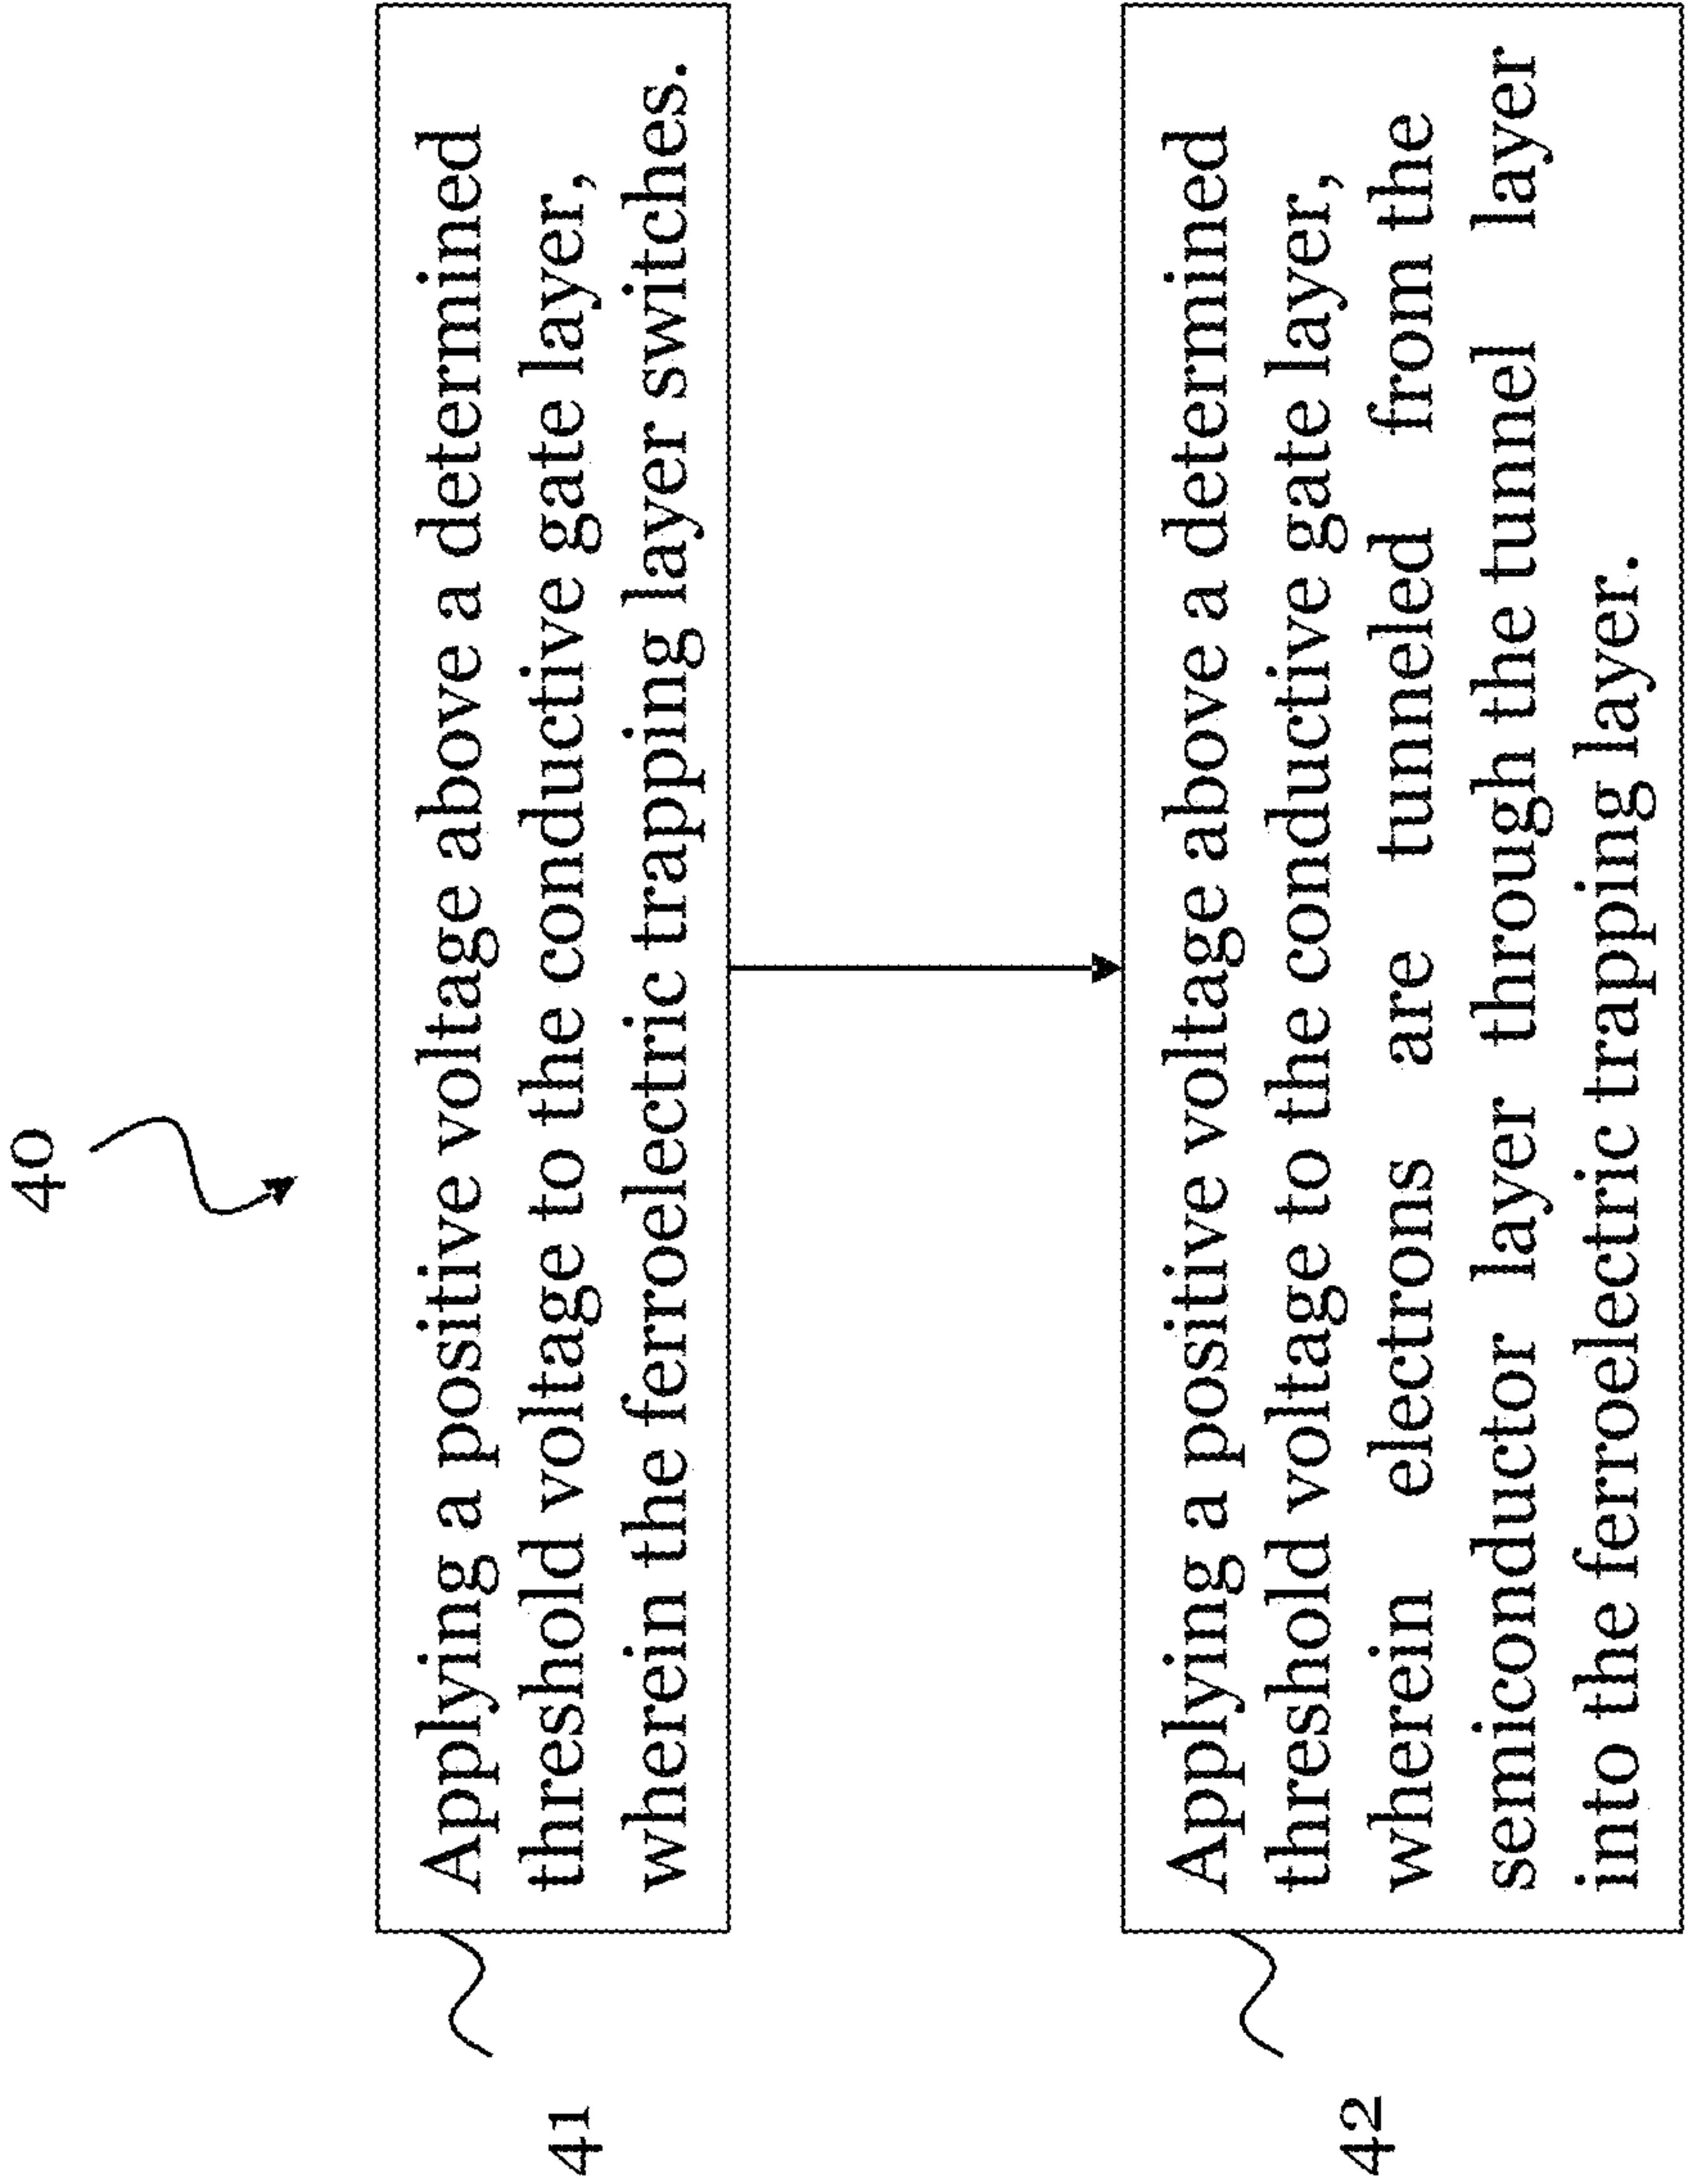 40
41
Applying a positive voltage above a determined
threshold voltage to the conductive gate layer,
wherein the ferroelectric trapping layer switches.
42
Applying a positive voltage above a determined
threshold voltage to the conductive gate layer,
wherein electrons are tunneled from the
semiconductor layer through the tunnel layer
into the ferroelectric trapping layer.